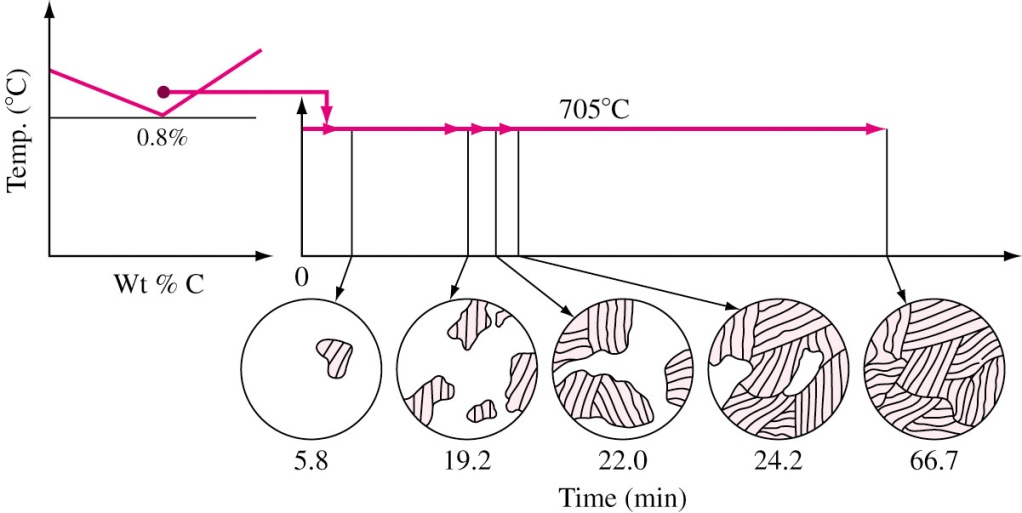 Temp. (°C)
0.8%
Wt % C
705°C
0
5.8
19.2
22.0
24.2
66.7
Time (min)